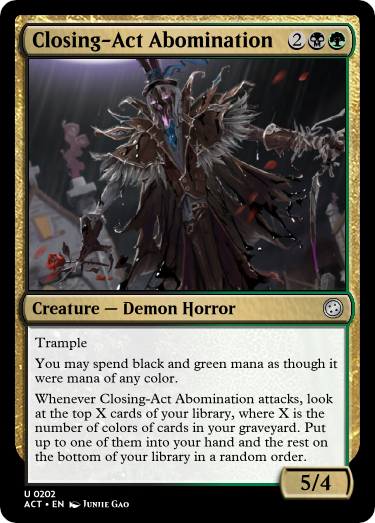 Closing-Act Abomination 2
Creature — Demon Horror
Trample
You may spend black and green mana as though it
were mana of any color.
Whenever Closing-Act Abomination attacks, look
at the top X cards of your library, where X is the
number of colors of cards in your graveyard. Put
up to one of them into your hand and the rest on
the bottom of your library in a random order.
5/4
U 0202
ACT • EN Junjie Gao